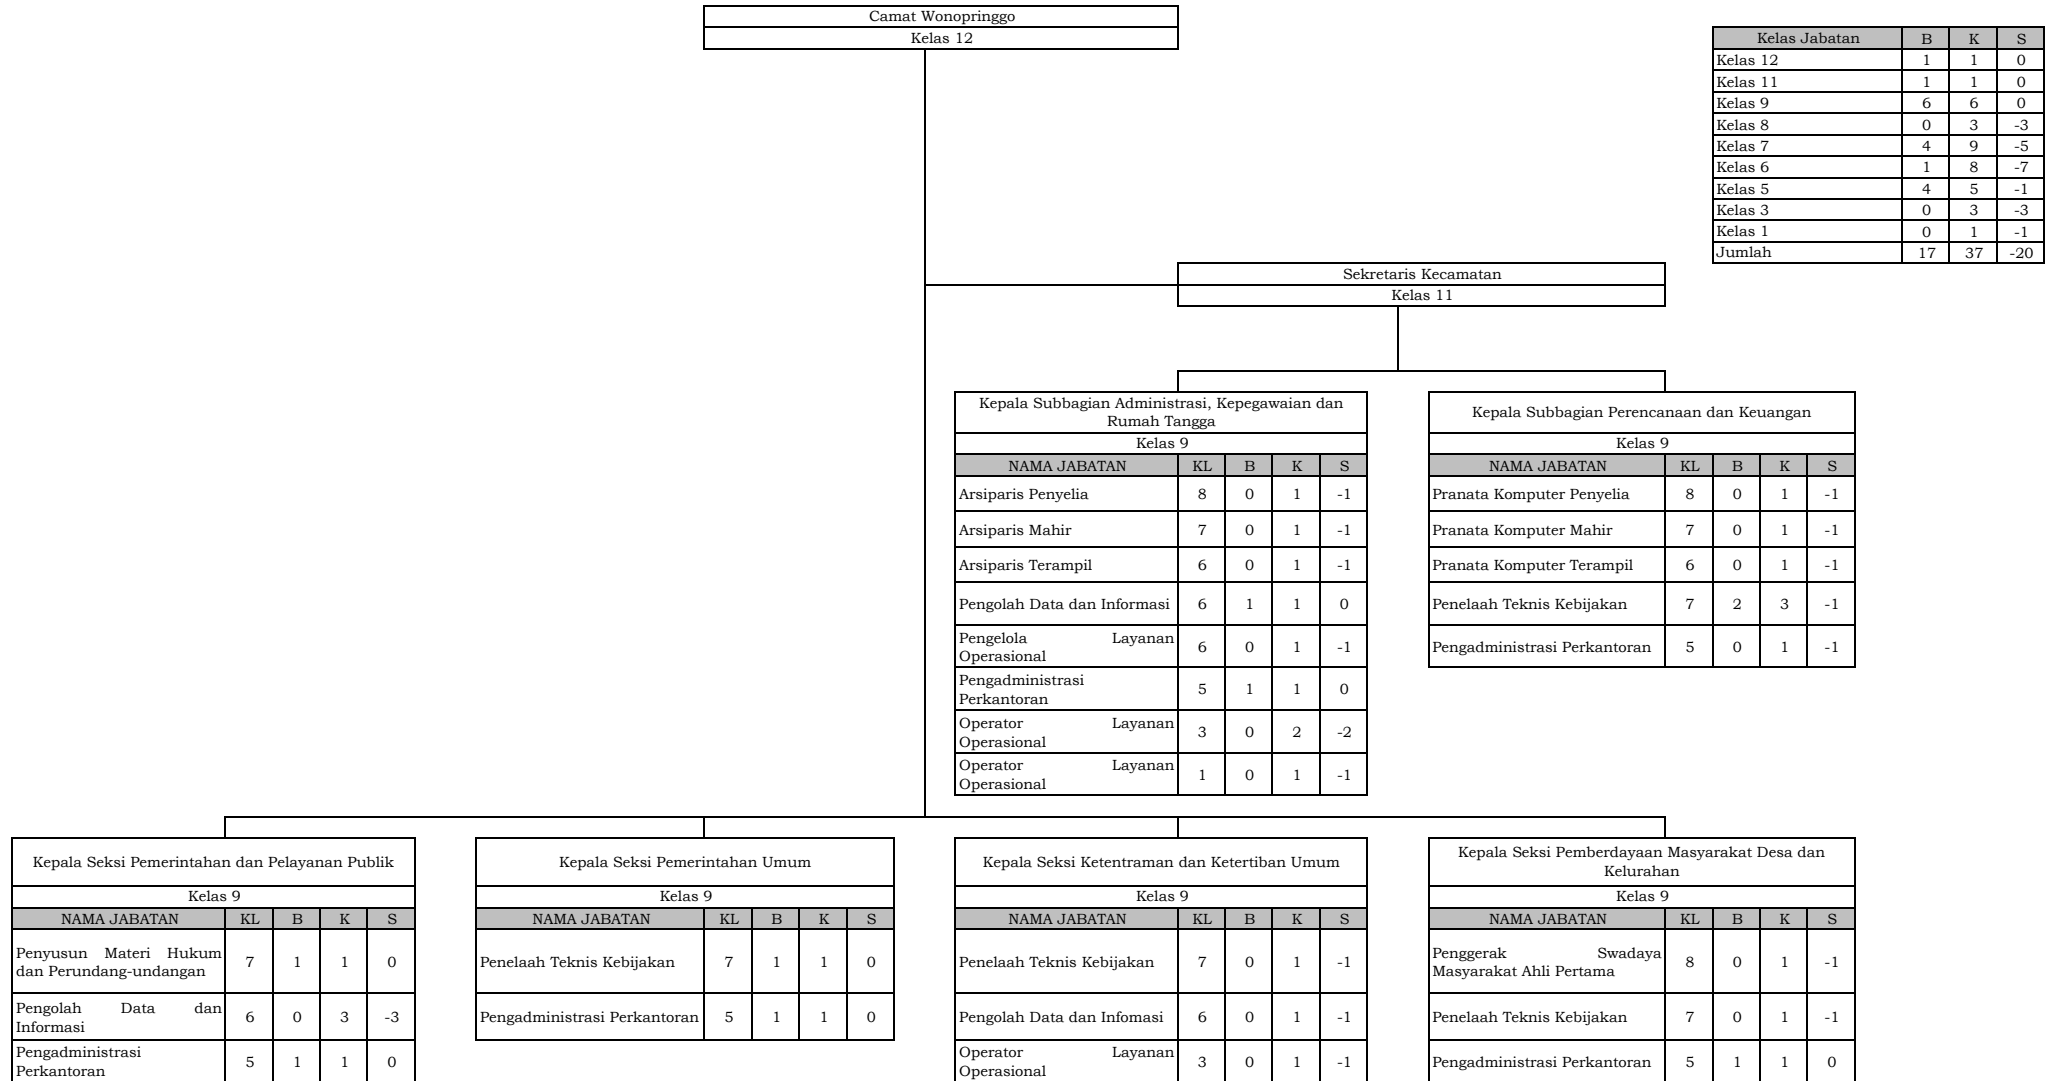 Camat Wonopringgo
Kelas 12
Kelas Jabatan B K S
Kelas 12 1 1 0
Kelas 11 1 1 0
Kelas 9 6 6 0
Kelas 8 0 3 -3
Kelas 7 4 9 -5
Kelas 6 1 8 -7
Kelas 5 4 5 -1
Kelas 3 0 3 -3
Kelas 1 0 1 -1
Jumlah 17 37 -20
Sekretaris Kecamatan
Kelas 11
Kepala Subbagian Administrasi, Kepegawaian dan
Rumah Tangga
Kelas 9
NAMA JABATAN KL B K S
Arsiparis Penyelia 8 0 1 -1
Arsiparis Mahir 7 0 1 -1
Arsiparis Terampil 6 0 1 -1
Pengolah Data dan Informasi 6 1 1 0
Pengelola Layanan
Operasional 6 0 1 -1
Pengadministrasi
Perkantoran 5 1 1 0
Operator Layanan
Operasional 3 0 2 -2
Operator Layanan
Operasional 1 0 1 -1
Kepala Subbagian Perencanaan dan Keuangan
Kelas 9
NAMA JABATAN KL B K S
Pranata Komputer Penyelia 8 0 1 -1
Pranata Komputer Mahir 7 0 1 -1
Pranata Komputer Terampil 6 0 1 -1
Penelaah Teknis Kebijakan 7 2 3 -1
Pengadministrasi Perkantoran 5 0 1 -1
Kepala Seksi Pemerintahan dan Pelayanan Publik
Kelas 9
NAMA JABATAN KL B K S
Penyusun Materi Hukum
dan Perundang-undangan 7 1 1 0
Pengolah Data dan
Informasi 6 0 3 -3
Pengadministrasi
Perkantoran 5 1 1 0
Kepala Seksi Pemerintahan Umum
Kelas 9
NAMA JABATAN KL B K S
Penelaah Teknis Kebijakan 7 1 1 0
Pengadministrasi Perkantoran 5 1 1 0
Kepala Seksi Ketentraman dan Ketertiban Umum
Kelas 9
NAMA JABATAN KL B K S
Penelaah Teknis Kebijakan 7 0 1 -1
Pengolah Data dan Infomasi 6 0 1 -1
Operator Layanan
Operasional 3 0 1 -1
Kepala Seksi Pemberdayaan Masyarakat Desa dan
Kelurahan
Kelas 9
NAMA JABATAN KL B K S
Penggerak Swadaya
Masyarakat Ahli Pertama 8 0 1 -1
Penelaah Teknis Kebijakan 7 0 1 -1
Pengadministrasi Perkantoran 5 1 1 0